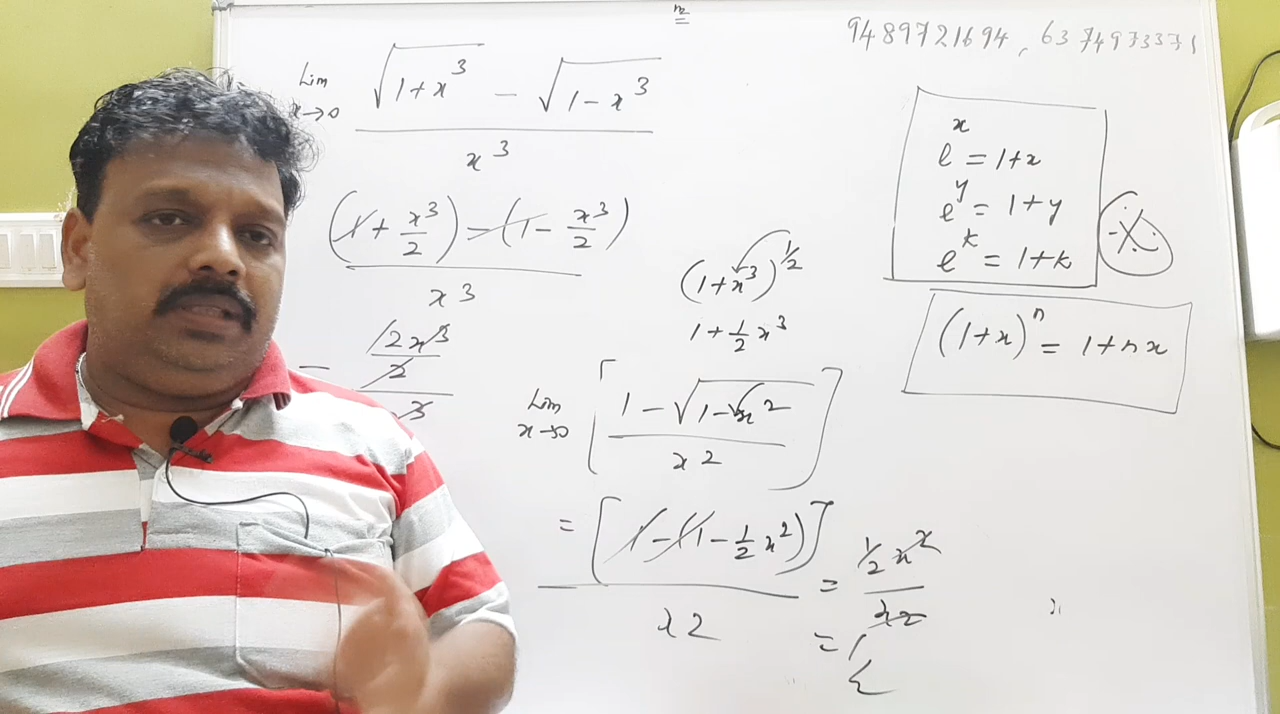 9489721694, 6374973371
Lim x→0 (√(1+x³) - √(1-x³)) / x³
((1 + x³/2) - (1 - x³/2)) / x³
(2x³/2) / 3
(1+x³)^½
1 + ½x³
Lim x→0 [(1 - √(1-x²)) / x²]
= [1 - (1 - ½x²)] / x2
= ½x² / x2
= 1/2
e^x = 1+x
e^y = 1+y
e^k = 1+k
(1+x)^n = 1+nx